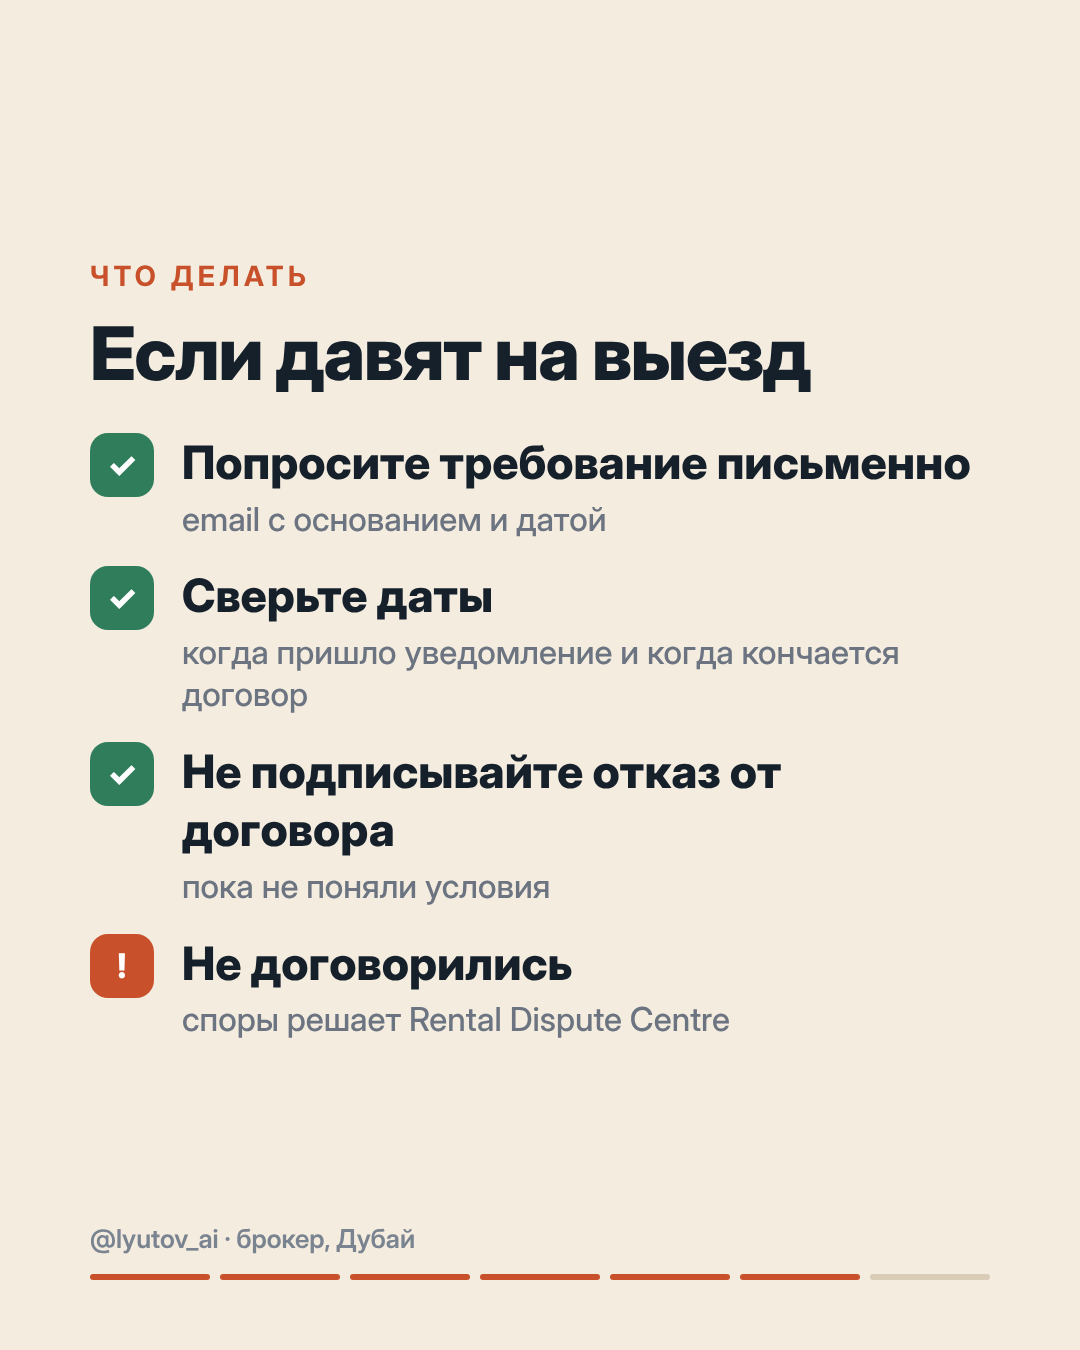 ЧТО ДЕЛАТЬ
Если давят на выезд
Попросите требование письменно
email с основанием и датой
Сверьте даты
когда пришло уведомление и когда кончается
договор
Не подписывайте отказ от
договора
пока не поняли условия
!
Не договорились
споры решает Rental Dispute Centre
@lyutov_ai · брокер, Дубай